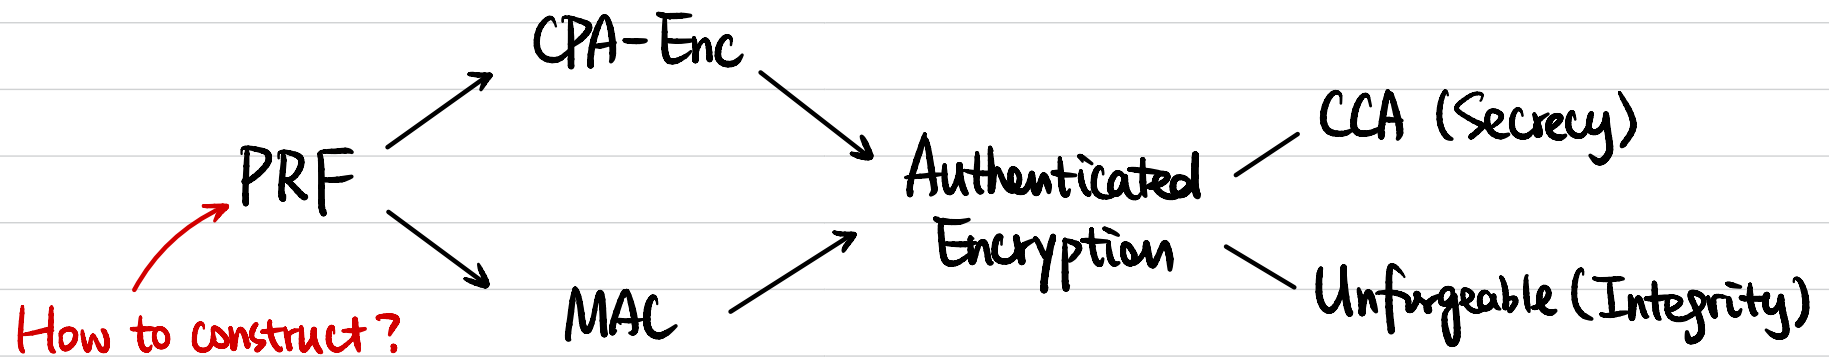 CPA-Enc
PRF
MAC
Authenticated
Encryption
CCA (Secrecy)
Unforgeable (Integrity)
How to construct?